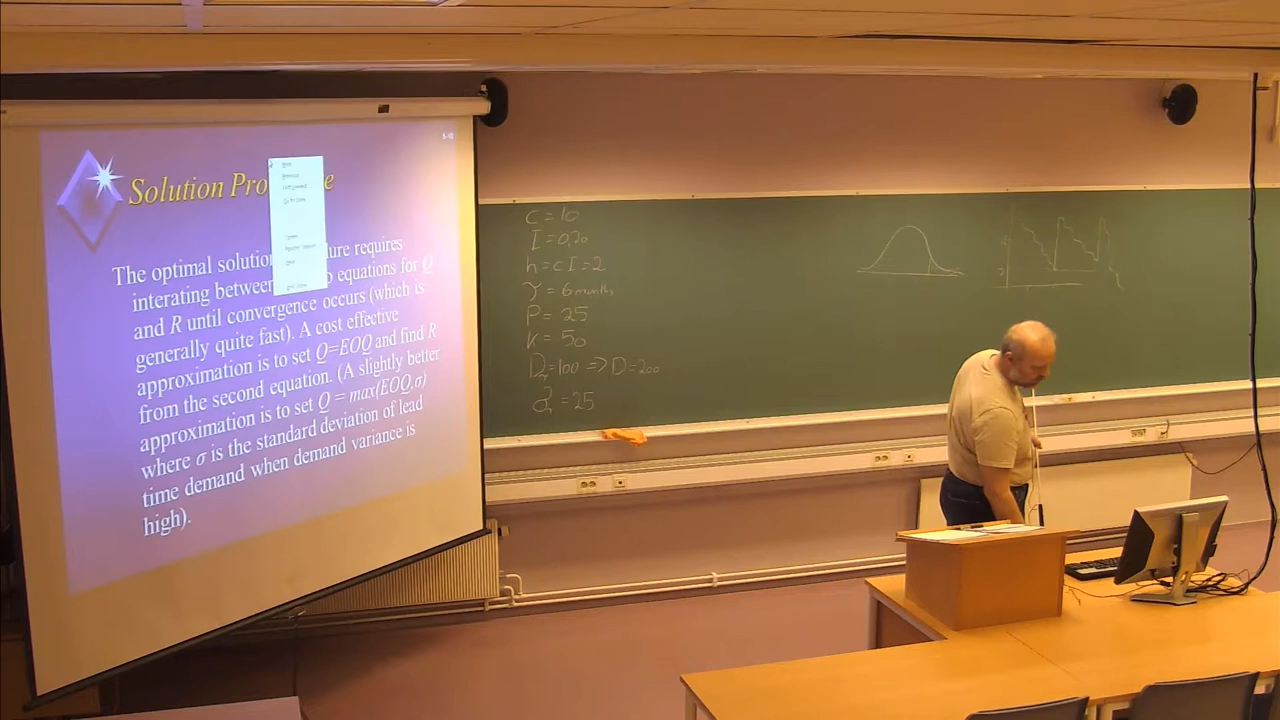 5-10
Solution Pro e
The optimal solution ure requires
interating between equations for Q
and R until convergence occurs (which is
generally quite fast). A cost effective
approximation is to set Q=EOQ and find R
from the second equation. (A slightly better
approximation is to set Q = max(EOQ,σ)
where σ is the standard deviation of lead
time demand when demand variance is
high).
C = 10
I = 0,20
h = cI = 2
= 6 months
P = 25
K = 50
=100 => D=200
= 25